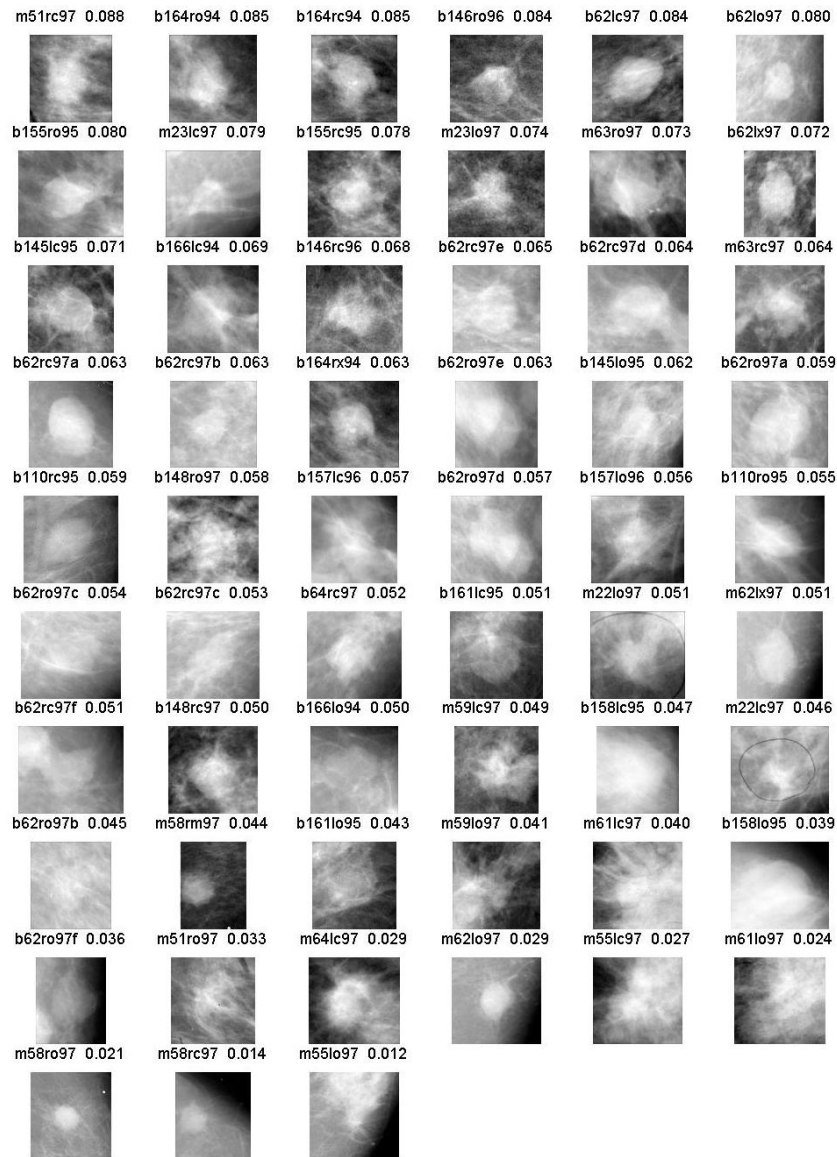 m51rc97 0.088 b164ro94 0.085 b164rc94 0.085 b146ro96 0.084 b62lc97 0.084 b62lo97 0.080
b155ro95 0.080 m23lc97 0.079 b155rc95 0.078 m23lo97 0.074 m63ro97 0.073 b62lx97 0.072
b145lc95 0.071 b166lc94 0.069 b146rc96 0.068 b62rc97e 0.065 b62rc97d 0.064 m63rc97 0.064
b62rc97a 0.063 b62rc97b 0.063 b164rx94 0.063 b62ro97e 0.063 b145lo95 0.062 b62ro97a 0.059
b110rc95 0.059 b148ro97 0.058 b157lc96 0.057 b62ro97d 0.057 b157lo96 0.056 b110ro95 0.055
b62ro97c 0.054 b62rc97c 0.053 b64rc97 0.052 b161lc95 0.051 m22lo97 0.051 m62lx97 0.051
b62rc97f 0.051 b148rc97 0.050 b166lo94 0.050 m59lc97 0.049 b158lc95 0.047 m22lc97 0.046
b62ro97b 0.045 m58rm97 0.044 b161lo95 0.043 m59lo97 0.041 m61lc97 0.040 b158lo95 0.039
b62ro97f 0.036 m51ro97 0.033 m64lc97 0.029 m62lo97 0.029 m55lc97 0.027 m61lo97 0.024
m58ro97 0.021 m58rc97 0.014 m55lo97 0.012